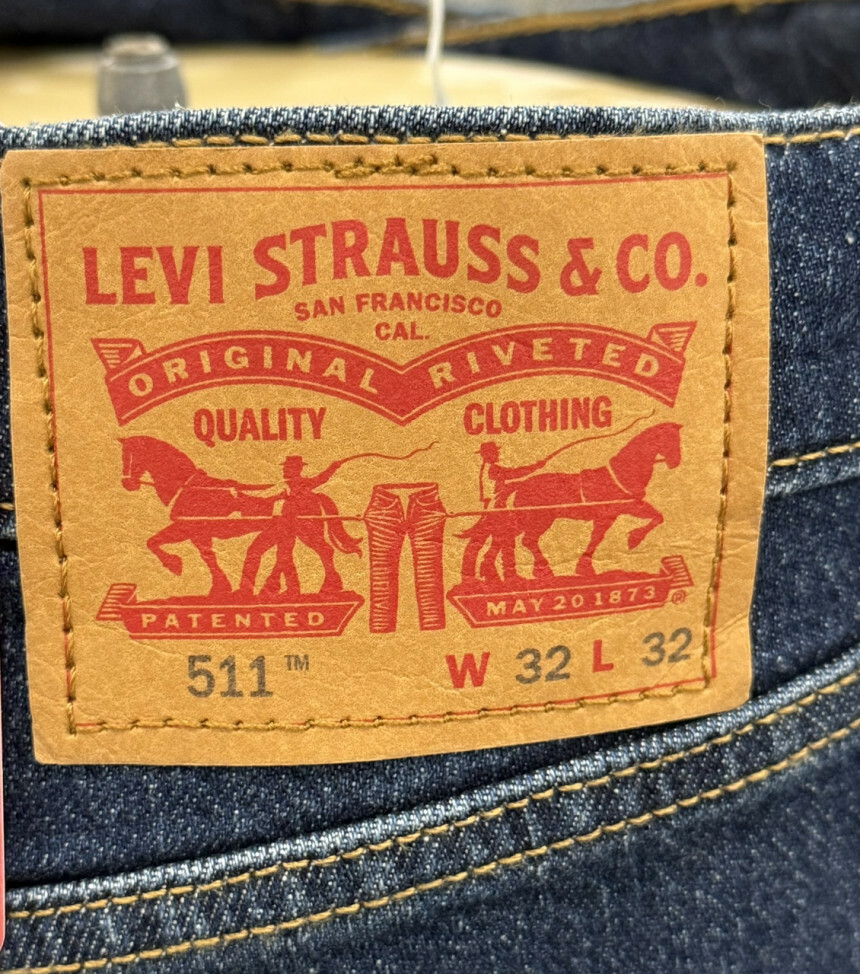 LEVI STRAUSS & CO.
SAN FRANCISCO
CAL.
ORIGINAL RIVETED
QUALITY CLOTHING
PATENTED MAY 20 1873 ®
511™ W 32 L 32